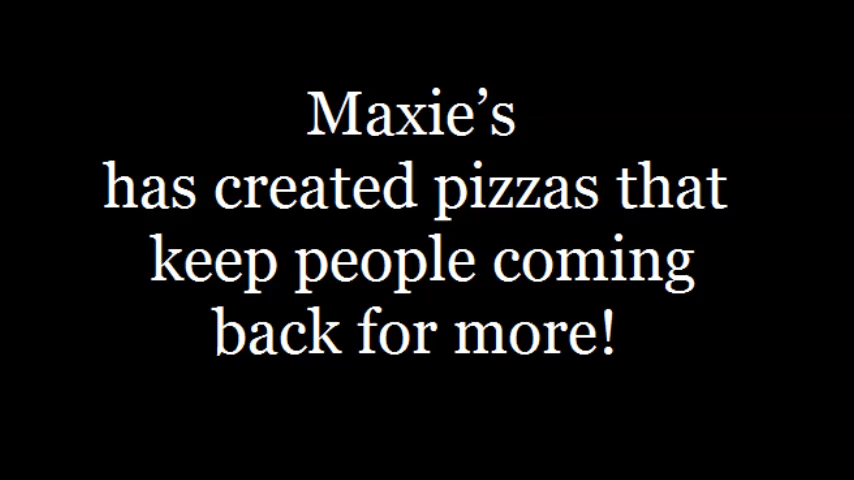 Maxie’s
has created pizzas that
keep people coming
back for more!